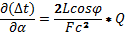 ∂(Δt)/∂α = 2Lcosφ/Fc² * Q